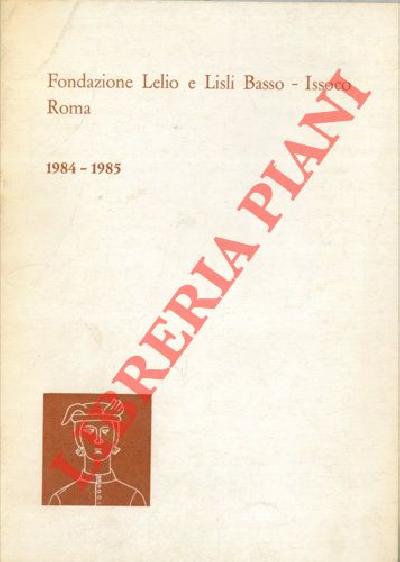 Fondazione Lelio e Lisli Basso - Issoco
Roma
1984 - 1985
LIBRERIA PIANI